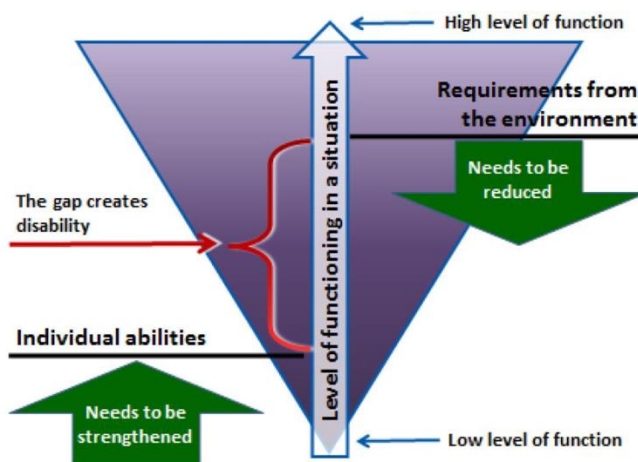 High level of function
Requirements from
the environment
Needs to be
reduced
Level of functioning in a situation
The gap creates
disability
Individual abilities
Needs to be
strengthened
Low level of function